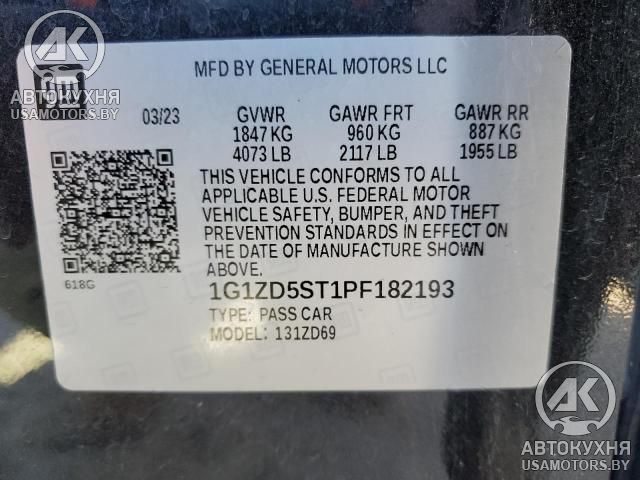 АК
gm
АВТОКУХНЯ
USAMOTORS.BY
MFD BY GENERAL MOTORS LLC
03/23 GVWR GAWR FRT GAWR RR
1847 KG 960 KG 887 KG
4073 LB 2117 LB 1955 LB
THIS VEHICLE CONFORMS TO ALL
APPLICABLE U.S. FEDERAL MOTOR
VEHICLE SAFETY, BUMPER, AND THEFT
PREVENTION STANDARDS IN EFFECT ON
THE DATE OF MANUFACTURE SHOWN
ABOVE.
618G
1G1ZD5ST1PF182193
TYPE: PASS CAR
MODEL: 131ZD69
АК
АВТОКУХНЯ
USAMOTORS.BY